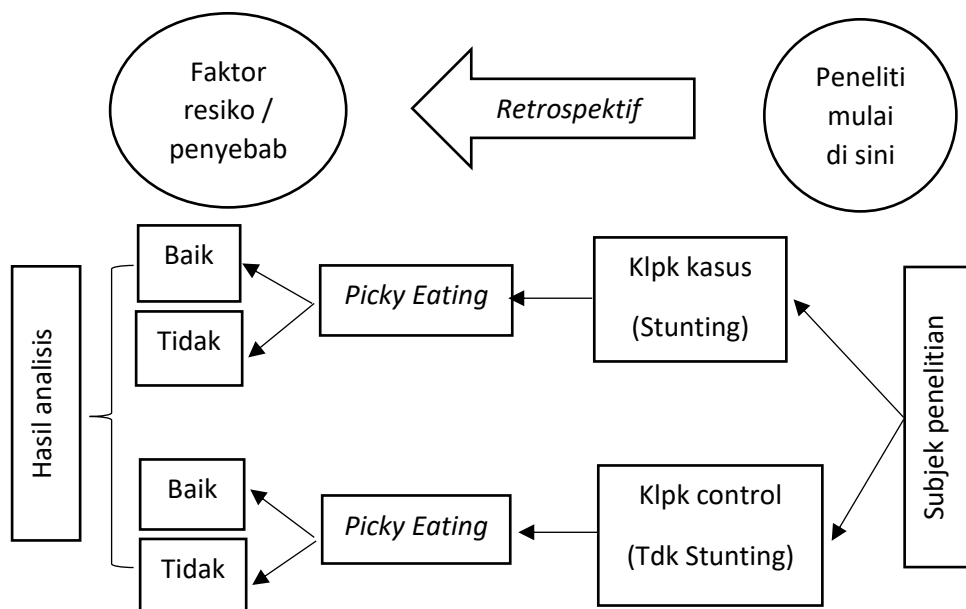 Faktor
resiko /
penyebab
Retrospektif
Peneliti
mulai
di sini
Hasil analisis
Baik
Tidak
Picky Eating
Klpk kasus
(Stunting)
Subjek penelitian
Baik
Tidak
Picky Eating
Klpk control
(Tdk Stunting)